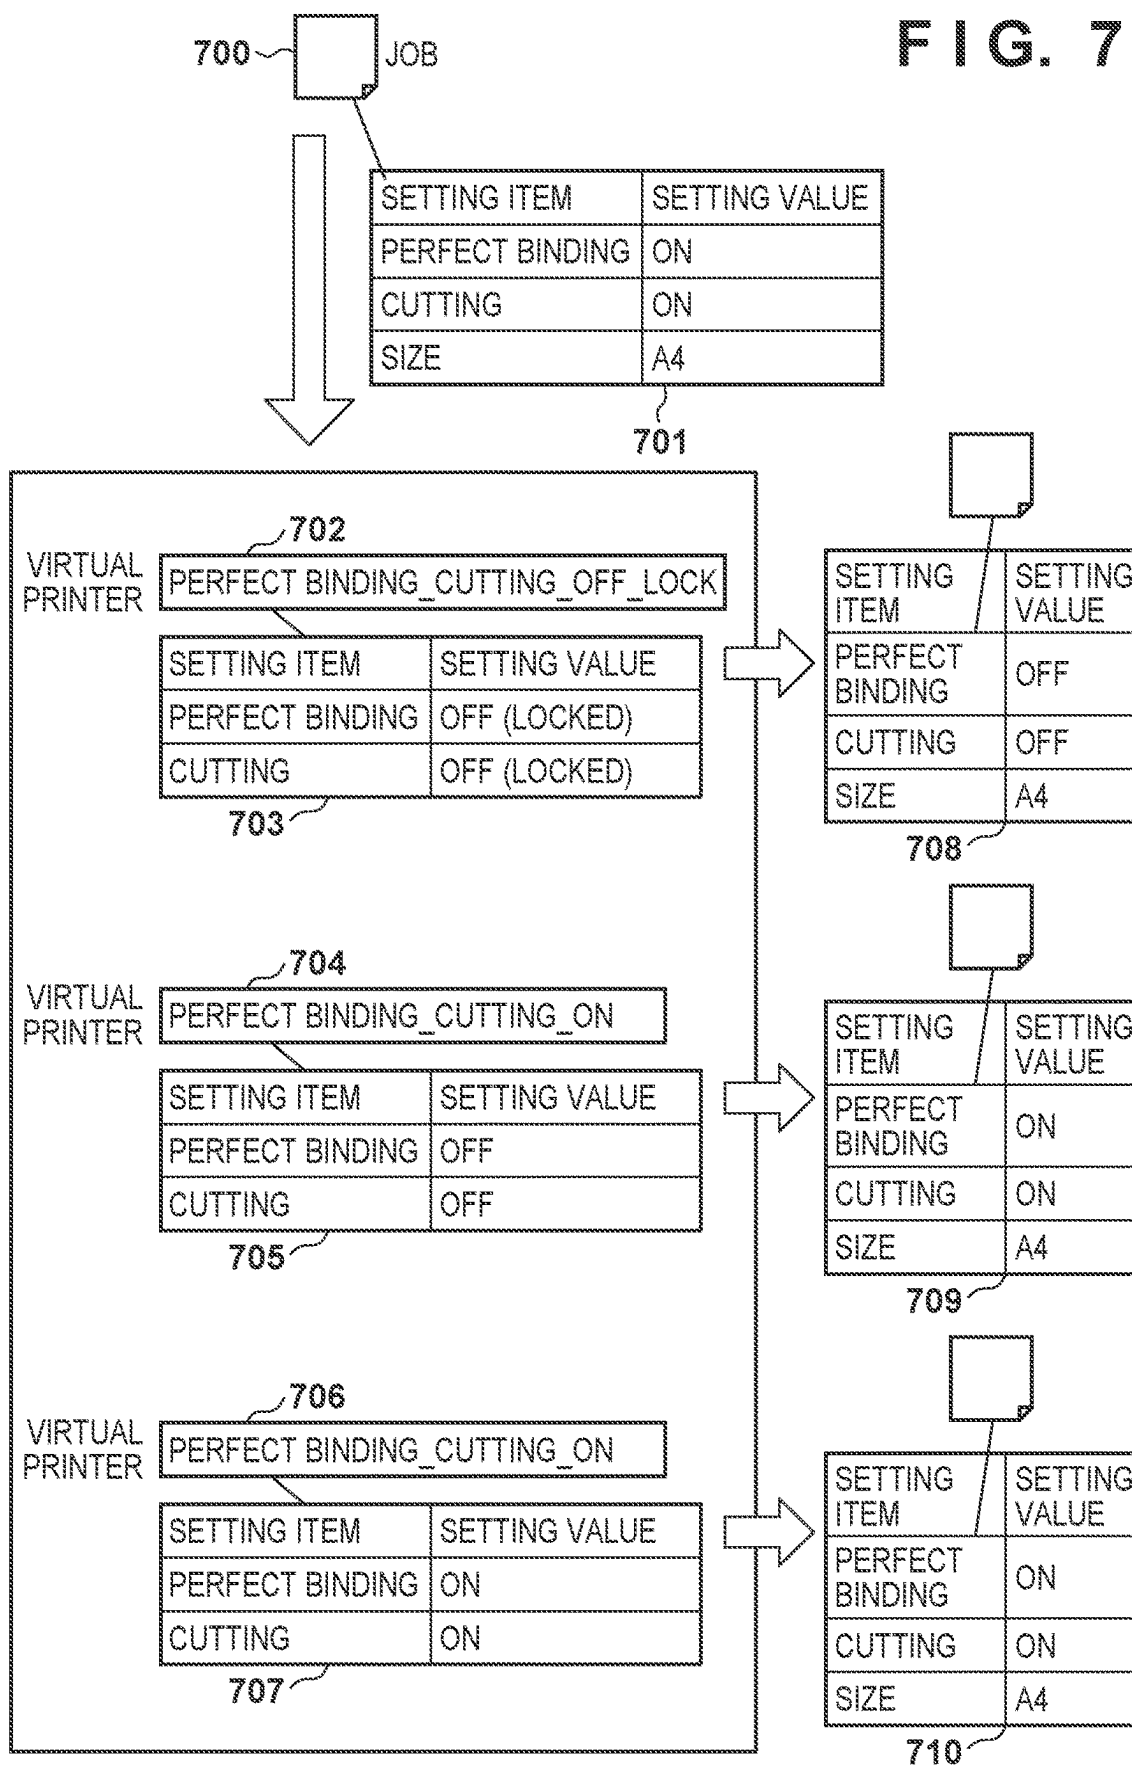 FIG. 7
700 JOB
SETTING ITEM SETTING VALUE
PERFECT BINDING ON
CUTTING ON
SIZE A4
701
702
VIRTUAL
PRINTER
PERFECT BINDING_CUTTING_OFF_LOCK
SETTING ITEM SETTING VALUE
PERFECT BINDING OFF (LOCKED)
CUTTING OFF (LOCKED)
703
SETTING
ITEM
SETTING
VALUE
PERFECT
BINDING
OFF
CUTTING OFF
SIZE A4
708
704
VIRTUAL
PRINTER
PERFECT BINDING_CUTTING_ON
SETTING ITEM SETTING VALUE
PERFECT BINDING OFF
CUTTING OFF
705
SETTING
ITEM
SETTING
VALUE
PERFECT
BINDING
ON
CUTTING ON
SIZE A4
709
706
VIRTUAL
PRINTER
PERFECT BINDING_CUTTING_ON
SETTING ITEM SETTING VALUE
PERFECT BINDING ON
CUTTING ON
707
SETTING
ITEM
SETTING
VALUE
PERFECT
BINDING
ON
CUTTING ON
SIZE A4
710